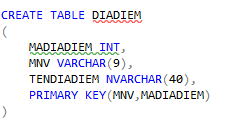 CREATE TABLE DIADIEM
(
MADIADIEM INT,
MNV VARCHAR(9),
TENDIADIEM NVARCHAR(40),
PRIMARY KEY(MNV,MADIADIEM)
)